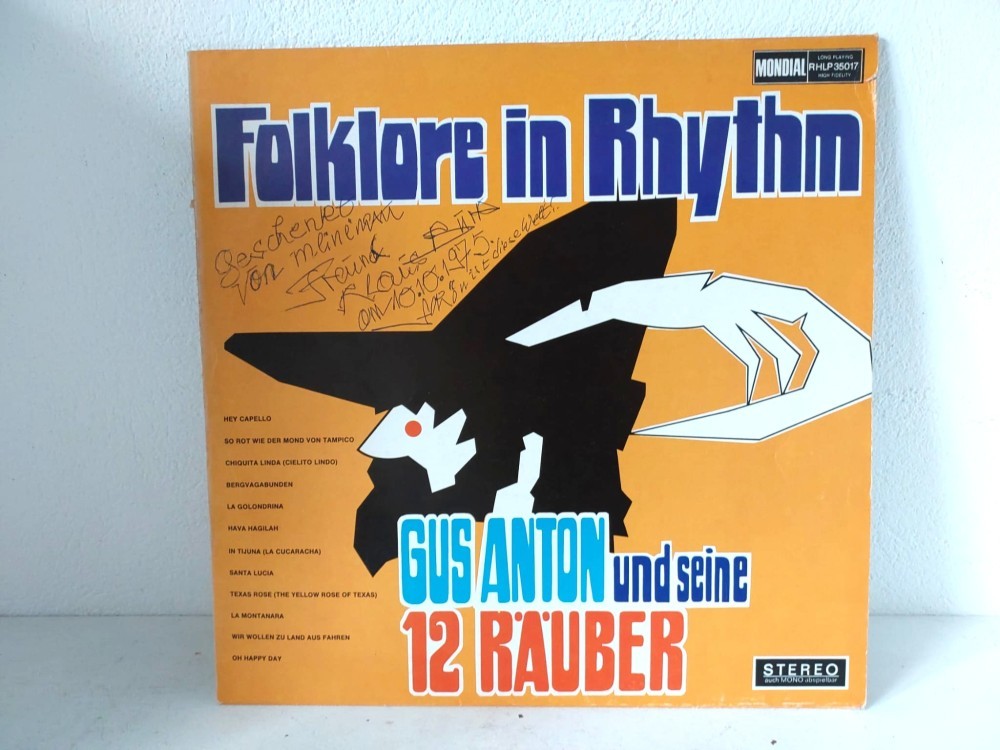 MONDIAL
LONG PLAYING
RHLP 35017
HIGH FIDELITY
Folklore in Rhythm
Geschenkt
von meinem
Freund
Klaus
am 10.10.1975.
HEY CAPELLO
SO ROT WIE DER MOND VON TAMPICO
CHIQUITA LINDA (CIELITO LINDO)
BERGVAGABUNDEN
LA GOLONDRINA
HAVA HAGILAH
IN TIJUNA (LA CUCARACHA)
SANTA LUCIA
TEXAS ROSE (THE YELLOW ROSE OF TEXAS)
LA MONTANARA
WIR WOLLEN ZU LAND AUS FAHREN
OH HAPPY DAY
GUS ANTON und seine
12 RÄUBER
STEREO
auch MONO abspielbar